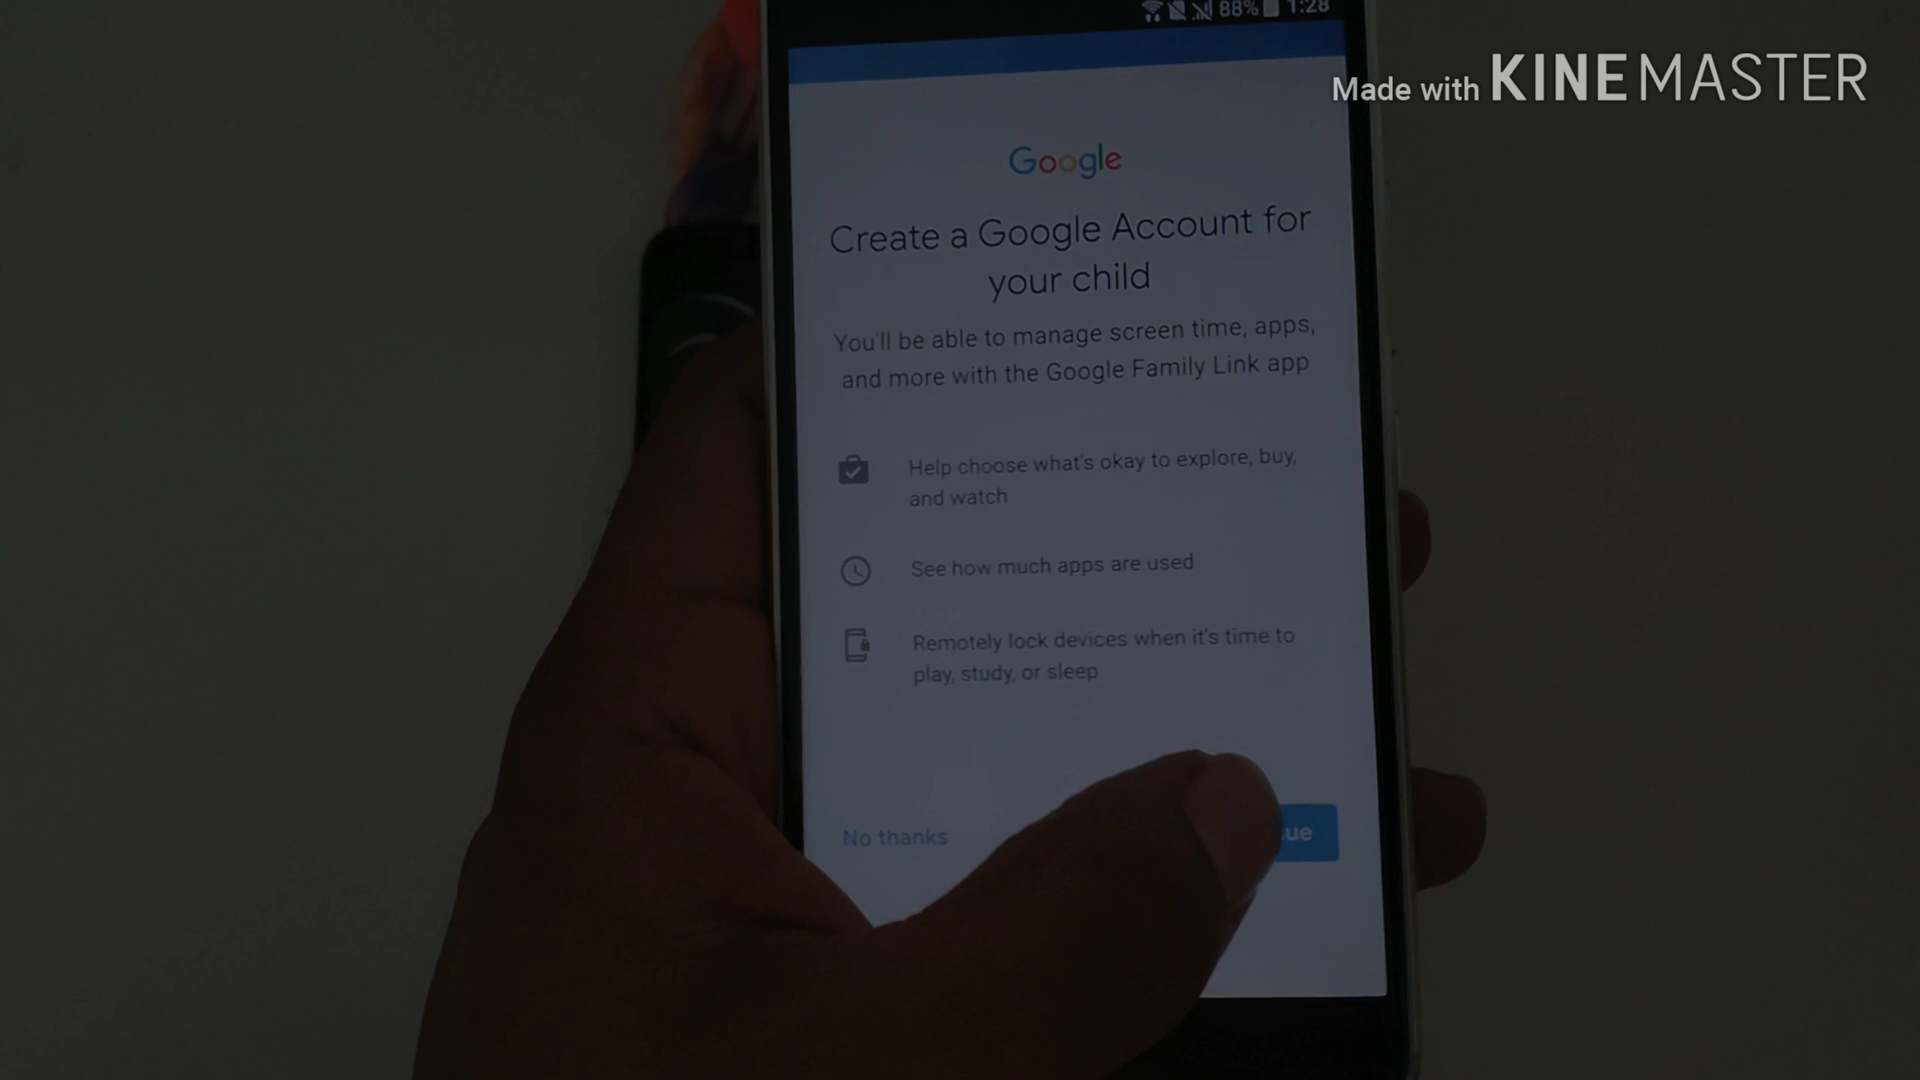 88% 1:28
Made with KINEMASTER
Google
Create a Google Account for
your child
You'll be able to manage screen time, apps,
and more with the Google Family Link app
Help choose what's okay to explore, buy,
and watch
See how much apps are used
Remotely lock devices when it's time to
play, study, or sleep
No thanks
ue